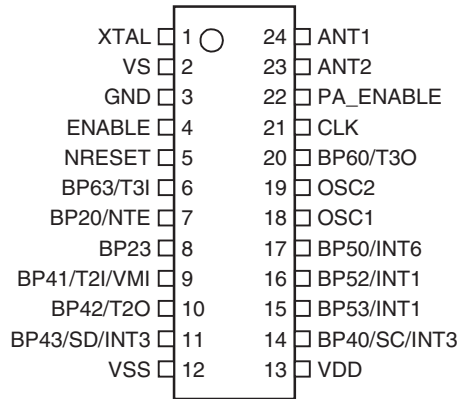 XTAL 1 24 ANT1
VS 2 23 ANT2
GND 3 22 PA_ENABLE
ENABLE 4 21 CLK
NRESET 5 20 BP60/T3O
BP63/T3I 6 19 OSC2
BP20/NTE 7 18 OSC1
BP23 8 17 BP50/INT6
BP41/T2I/VMI 9 16 BP52/INT1
BP42/T2O 10 15 BP53/INT1
BP43/SD/INT3 11 14 BP40/SC/INT3
VSS 12 13 VDD